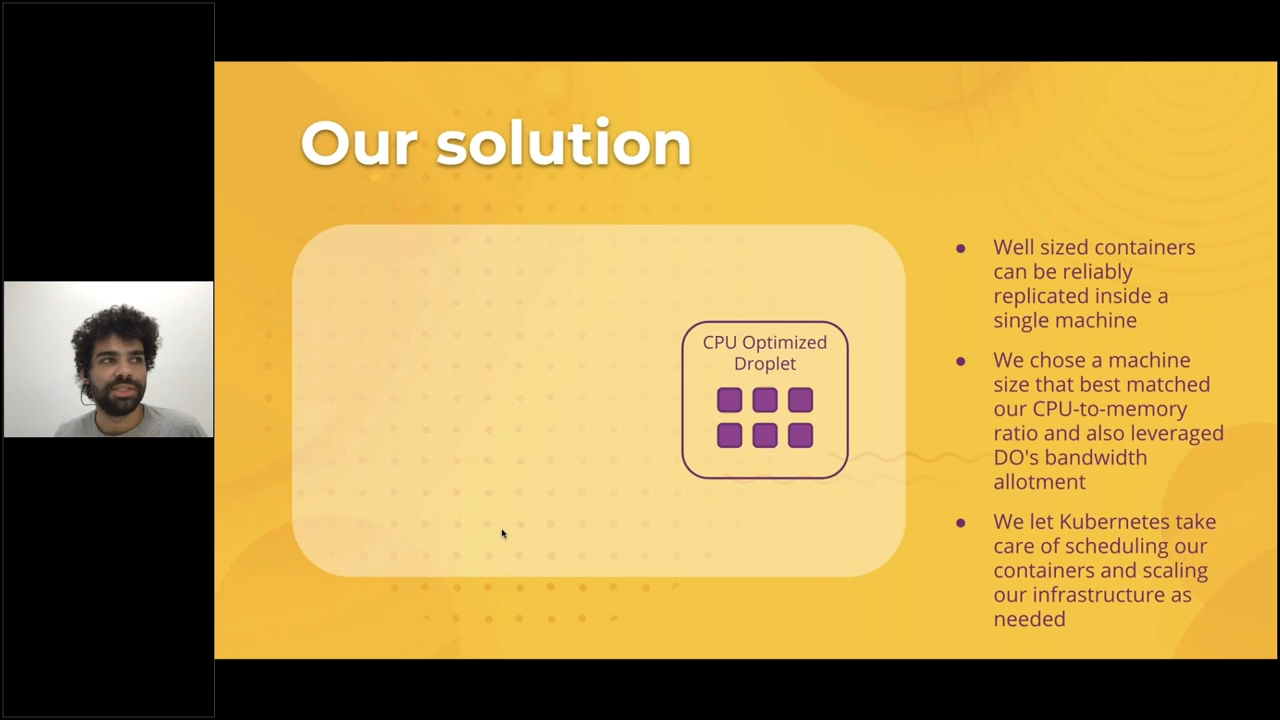 Our solution
CPU Optimized
Droplet
● Well sized containers
can be reliably
replicated inside a
single machine
● We chose a machine
size that best matched
our CPU-to-memory
ratio and also leveraged
DO's bandwidth
allotment
● We let Kubernetes take
care of scheduling our
containers and scaling
our infrastructure as
needed